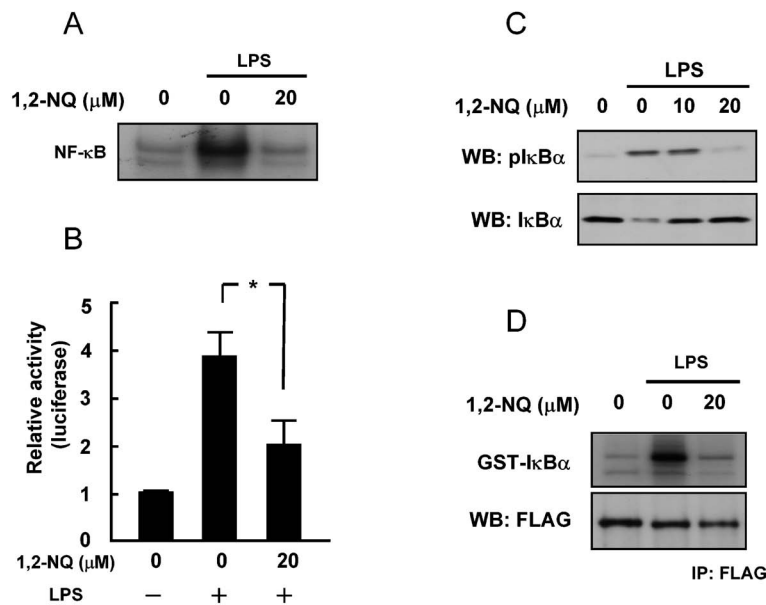 A
LPS
1,2-NQ (μM) 0 0 20
NF-κB
B
Relative activity
(luciferase)
5
4
3
2
1
0
*
0 0 20
1,2-NQ (μM)
LPS − + +
C
LPS
1,2-NQ (μM) 0 0 10 20
WB: pIκBα
WB: IκBα
D
LPS
1,2-NQ (μM) 0 0 20
GST-IκBα
WB: FLAG
IP: FLAG